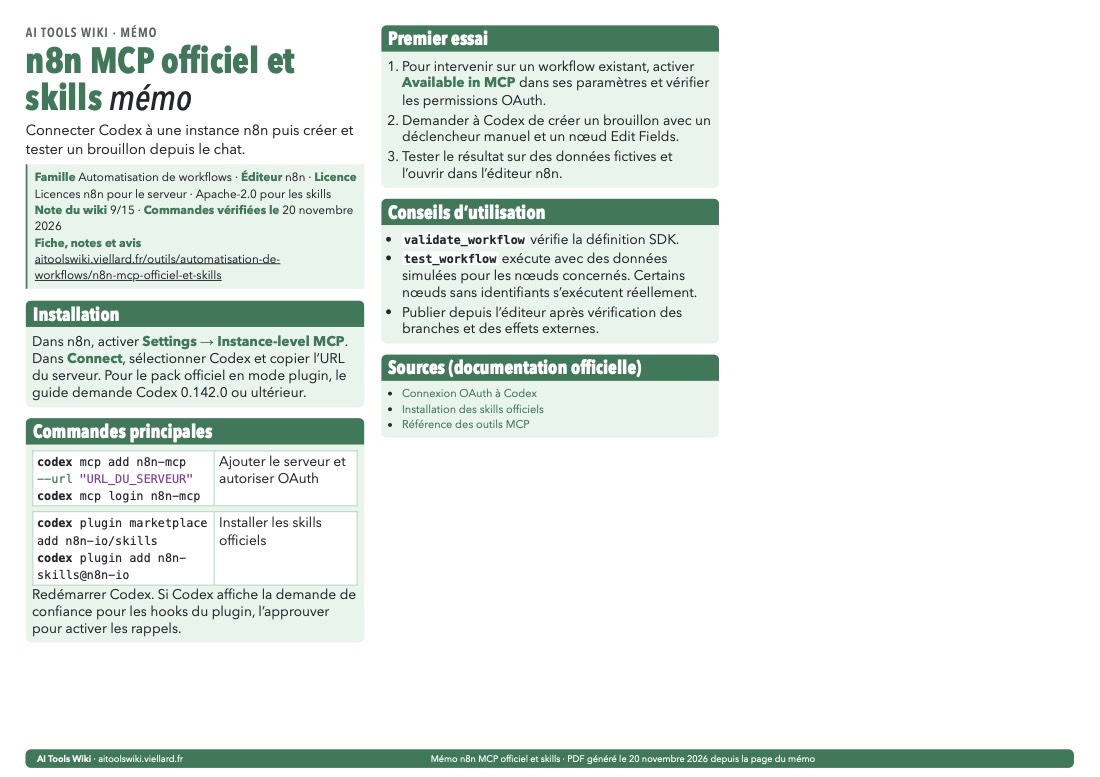 AI TOOLS WIKI · MÉMO
n8n MCP officiel et
skills mémo
Connecter Codex à une instance n8n puis créer et
tester un brouillon depuis le chat.
Famille Automatisation de workflows · Éditeur n8n · Licence
Licences n8n pour le serveur · Apache-2.0 pour les skills
Note du wiki 9/15 · Commandes vérifiées le 20 novembre
2026
Fiche, notes et avis
aitoolswiki.viellard.fr/outils/automatisation-de-
workflows/n8n-mcp-officiel-et-skills
Installation
Dans n8n, activer Settings → Instance-level MCP.
Dans Connect, sélectionner Codex et copier l’URL
du serveur. Pour le pack officiel en mode plugin, le
guide demande Codex 0.142.0 ou ultérieur.
Commandes principales
codex mcp add n8n-mcp
--url "URL_DU_SERVEUR"
codex mcp login n8n-mcp
Ajouter le serveur et
autoriser OAuth
codex plugin marketplace
add n8n-io/skills
codex plugin add n8n-
skills@n8n-io
Installer les skills
officiels
Redémarrer Codex. Si Codex affiche la demande de
confiance pour les hooks du plugin, l’approuver
pour activer les rappels.
Premier essai
1. Pour intervenir sur un workflow existant, activer
Available in MCP dans ses paramètres et vérifier
les permissions OAuth.
2. Demander à Codex de créer un brouillon avec un
déclencheur manuel et un nœud Edit Fields.
3. Tester le résultat sur des données fictives et
l’ouvrir dans l’éditeur n8n.
Conseils d’utilisation
• validate_workflow vérifie la définition SDK.
• test_workflow exécute avec des données
simulées pour les nœuds concernés. Certains
nœuds sans identifiants s’exécutent réellement.
• Publier depuis l’éditeur après vérification des
branches et des effets externes.
Sources (documentation officielle)
• Connexion OAuth à Codex
• Installation des skills officiels
• Référence des outils MCP
AI Tools Wiki · aitoolswiki.viellard.fr
Mémo n8n MCP officiel et skills · PDF généré le 20 novembre 2026 depuis la page du mémo